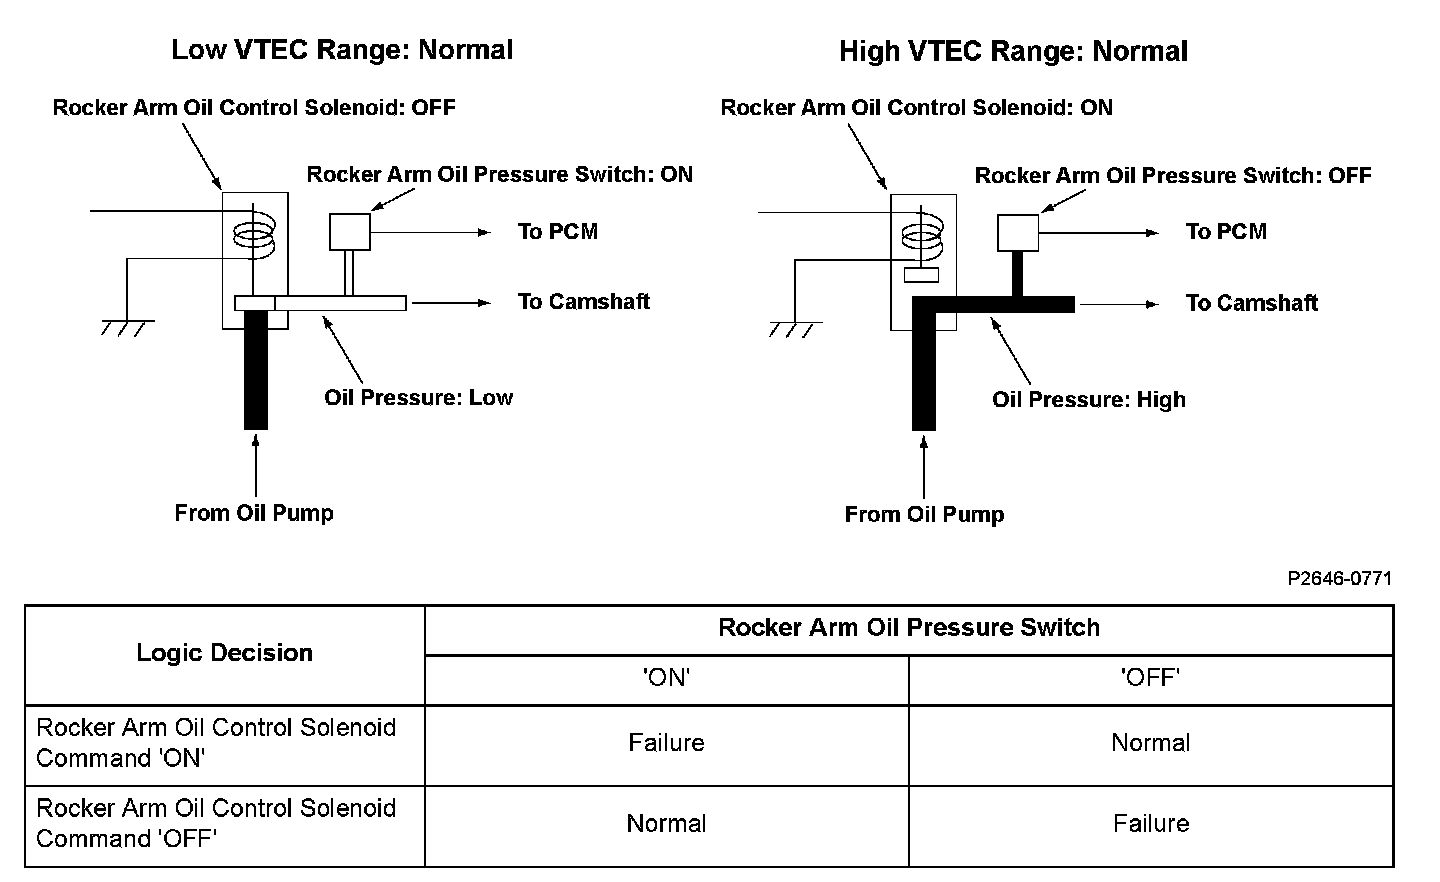 Low VTEC Range: Normal
Rocker Arm Oil Control Solenoid: OFF
Rocker Arm Oil Pressure Switch: ON
To PCM
To Camshaft
Oil Pressure: Low
From Oil Pump
High VTEC Range: Normal
Rocker Arm Oil Control Solenoid: ON
Rocker Arm Oil Pressure Switch: OFF
To PCM
To Camshaft
Oil Pressure: High
From Oil Pump
P2646-0771
Logic Decision
Rocker Arm Oil Pressure Switch
'ON'
'OFF'
Rocker Arm Oil Control Solenoid
Command 'ON'
Failure
Normal
Rocker Arm Oil Control Solenoid
Command 'OFF'
Normal
Failure